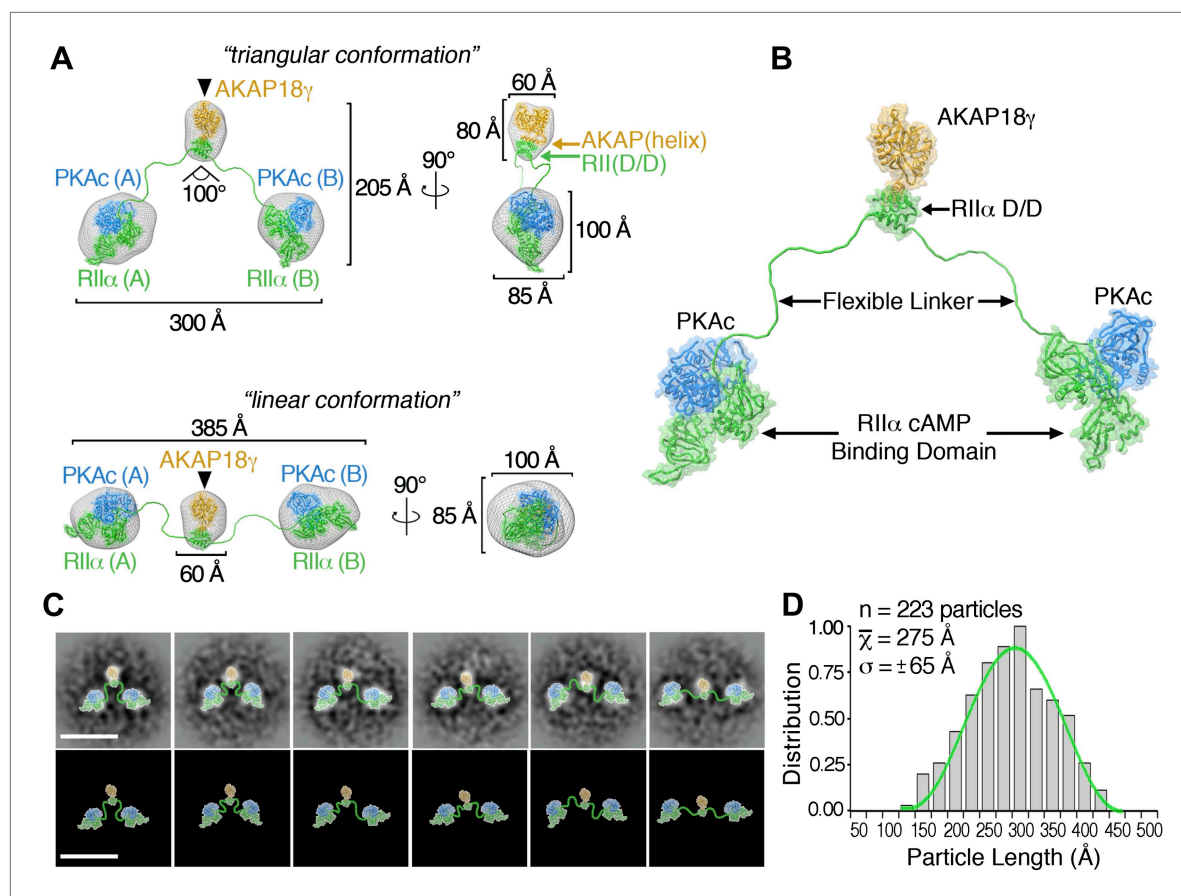 A
"triangular conformation"
AKAP18γ
PKAc (A)
PKAc (B)
100°
RIIα (A)
RIIα (B)
300 Å
205 Å
90°
60 Å
80 Å
AKAP(helix)
RII(D/D)
100 Å
85 Å
"linear conformation"
385 Å
AKAP18γ
PKAc (A)
PKAc (B)
RIIα (A)
RIIα (B)
60 Å
90°
100 Å
85 Å
B
AKAP18γ
RIIα D/D
Flexible Linker
PKAc
PKAc
RIIα cAMP
Binding Domain
C
D
n = 223 particles
x̄ = 275 Å
σ = ±65 Å
Distribution
1.00
0.75
0.50
0.25
0.00
50 100 150 200 250 300 350 400 450 500
Particle Length (Å)